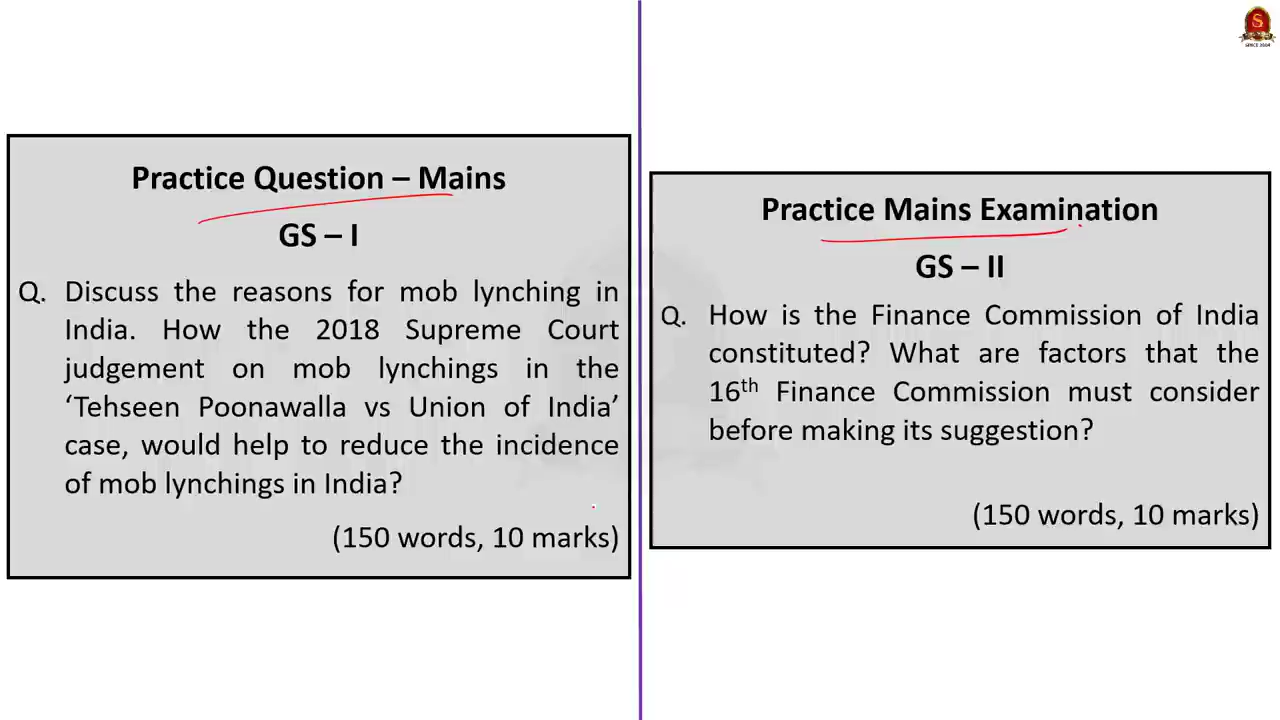 S
SINCE 2004
Practice Question – Mains
GS – I
Q. Discuss the reasons for mob lynching in
India. How the 2018 Supreme Court
judgement on mob lynchings in the
‘Tehseen Poonawalla vs Union of India’
case, would help to reduce the incidence
of mob lynchings in India?
(150 words, 10 marks)
Practice Mains Examination
GS – II
Q. How is the Finance Commission of India
constituted? What are factors that the
16th Finance Commission must consider
before making its suggestion?
(150 words, 10 marks)